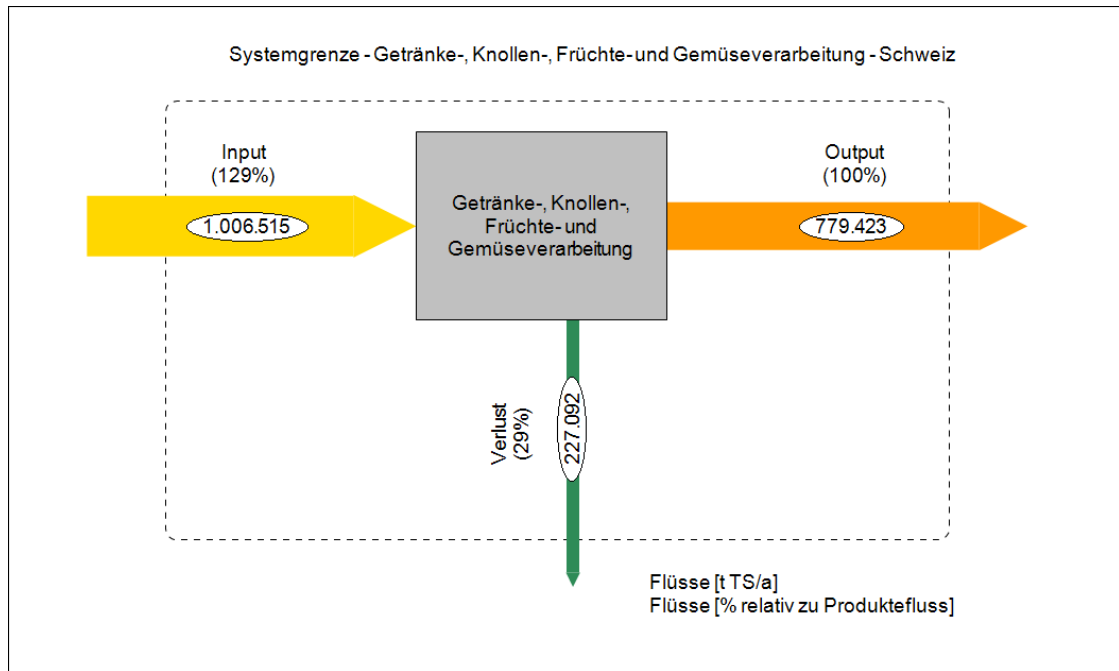 Systemgrenze - Getränke-, Knollen-, Früchte- und Gemüseverarbeitung - Schweiz
Input
(129%)
1.006.515
Getränke-, Knollen-,
Früchte- und
Gemüseverarbeitung
Output
(100%)
779.423
Verlust
(29%)
227.092
Flüsse [t TS/a]
Flüsse [% relativ zu Produktefluss]